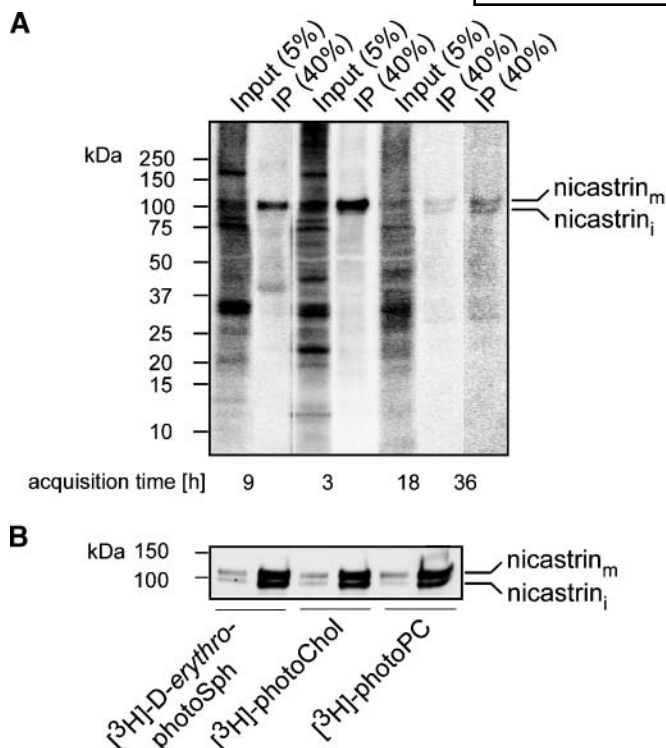 A
Input (5%)
IP (40%)
Input (5%)
IP (40%)
Input (5%)
IP (40%)
IP (40%)
kDa
250
150
100
75
50
37
25
20
15
10
nicastrinm
nicastrini
acquisition time [h] 9 3 18 36
B
kDa 150
100
nicastrinm
nicastrini
[3H]-D-erythro-
photoSph
[3H]-photoChol
[3H]-photoPC